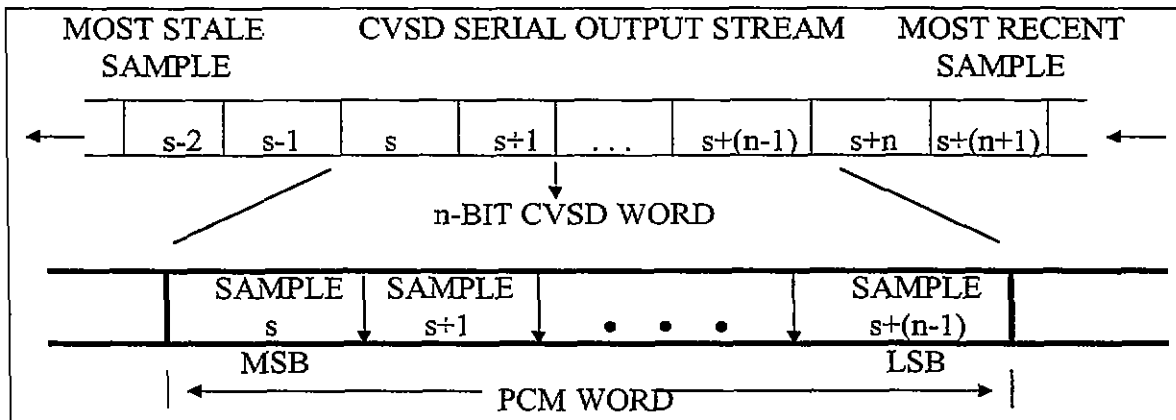 MOST STALE SAMPLE
CVSD SERIAL OUTPUT STREAM
MOST RECENT SAMPLE
s-2 s-1 s s÷1 . . . s+(n-1) s+n s÷(n+1)
n-BIT CVSD WORD
SAMPLE SAMPLE SAMPLE
s s÷1 • • • s+(n-1)
MSB LSB
PCM WORD